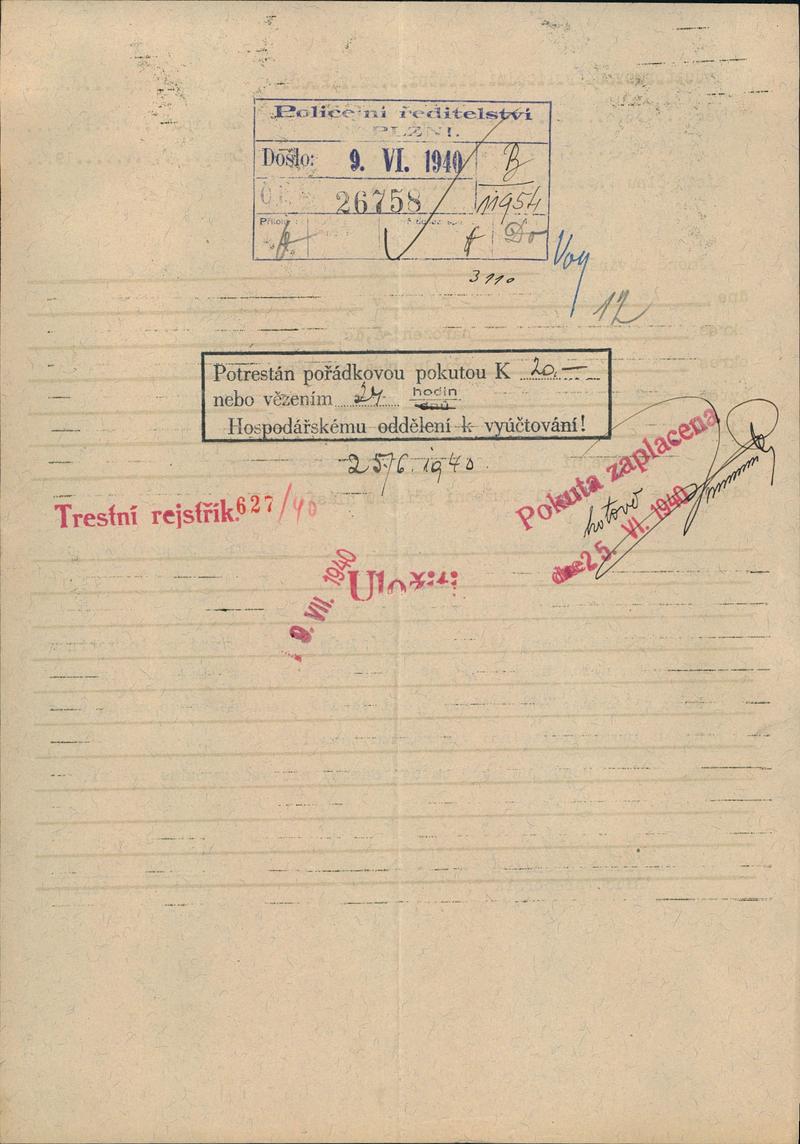 Policejní ředitelství
PLZNI.
Došlo: 9. VI. 1940 B
26758 11954
Do
Voy
3110
12
Potrestán pořádkovou pokutou K 20.—
nebo vězením 24 hodin
dnů
Hospodářskému oddělení k vyúčtování!
25/6. 1940
Trestní rejstřík. 627/40
Pokuta zaplacena
hotově
dne 25. VI. 1940
9. VII. 1940
Uložiti